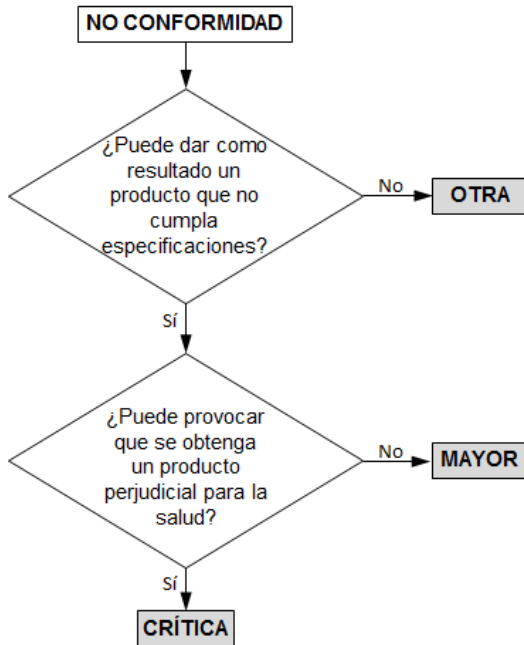 NO CONFORMIDAD
¿Puede dar como
resultado un
producto que no
cumpla
especificaciones?
No
OTRA
Sí
¿Puede provocar
que se obtenga
un producto
perjudicial para la
salud?
No
MAYOR
Sí
CRÍTICA